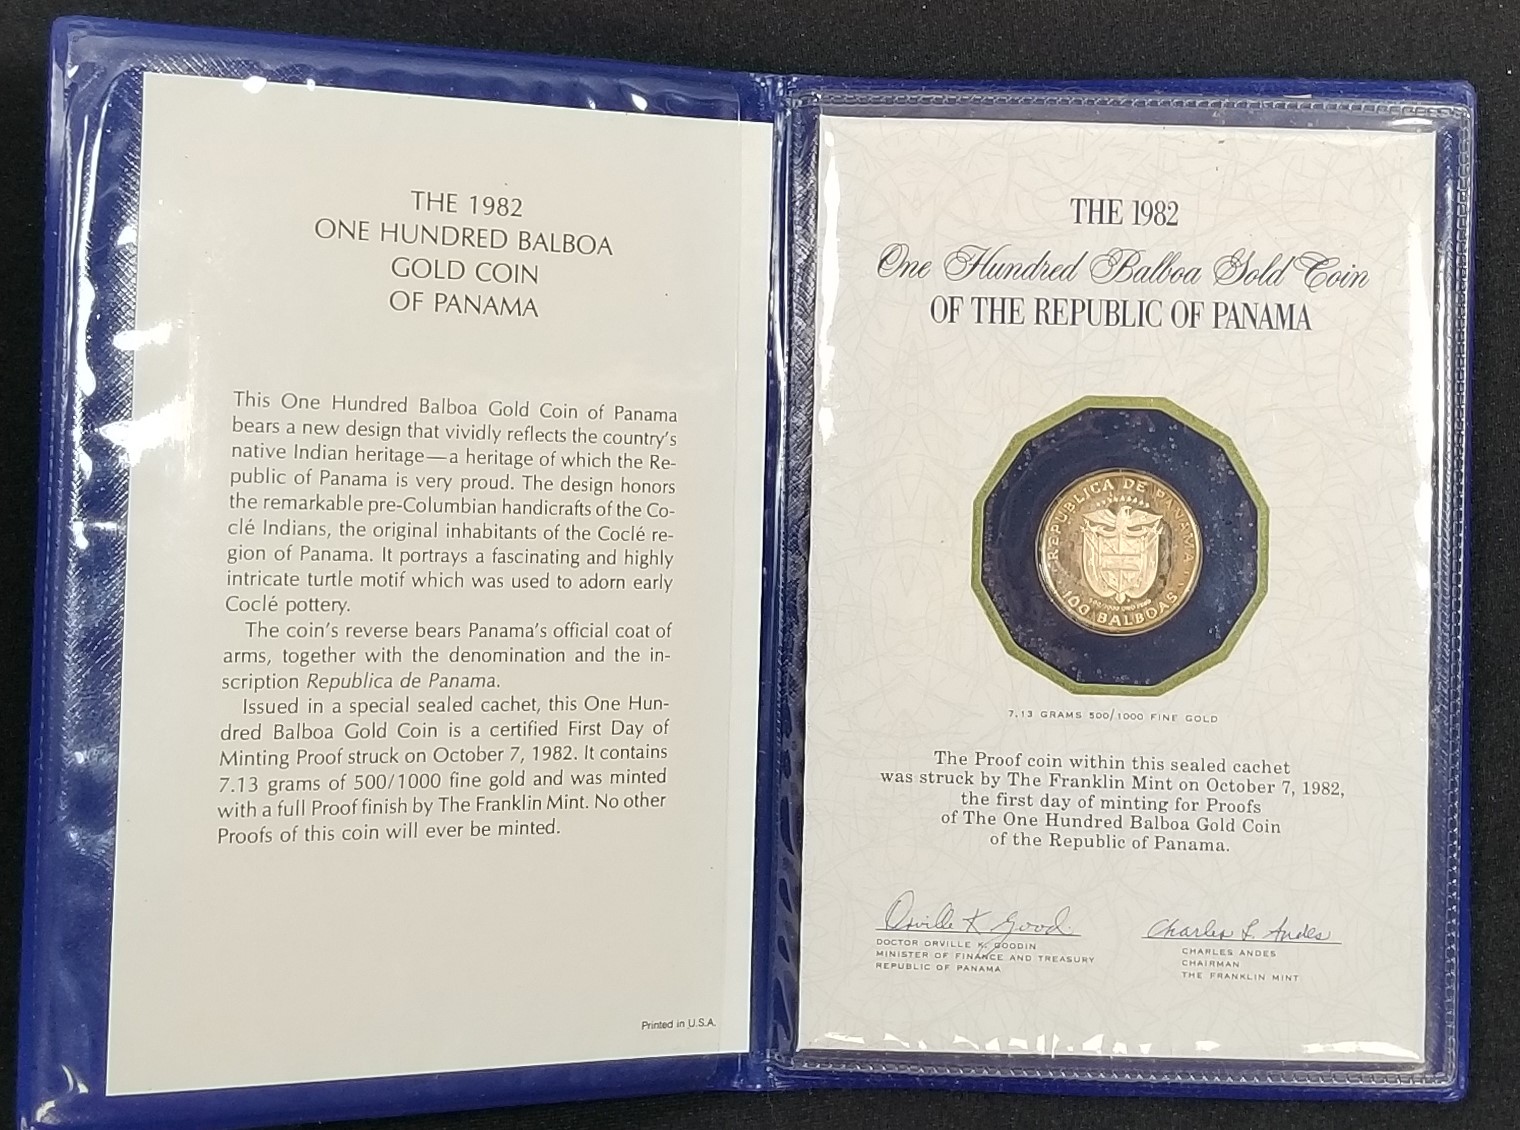 THE 1982
ONE HUNDRED BALBOA
GOLD COIN
OF PANAMA
This One Hundred Balboa Gold Coin of Panama
bears a new design that vividly reflects the country's
native Indian heritage—a heritage of which the Re-
public of Panama is very proud. The design honors
the remarkable pre-Columbian handicrafts of the Co-
clé Indians, the original inhabitants of the Coclé re-
gion of Panama. It portrays a fascinating and highly
intricate turtle motif which was used to adorn early
Coclé pottery.
The coin's reverse bears Panama's official coat of
arms, together with the denomination and the in-
scription Republica de Panama.
Issued in a special sealed cachet, this One Hun-
dred Balboa Gold Coin is a certified First Day of
Minting Proof struck on October 7, 1982. It contains
7.13 grams of 500/1000 fine gold and was minted
with a full Proof finish by The Franklin Mint. No other
Proofs of this coin will ever be minted.
Printed in U.S.A.
THE 1982
One Hundred Balboa Gold Coin
OF THE REPUBLIC OF PANAMA
REPUBLICA DE PANAMA
100 BALBOAS
7.13 GRAMS 500/1000 FINE GOLD
The Proof coin within this sealed cachet
was struck by The Franklin Mint on October 7, 1982,
the first day of minting for Proofs
of The One Hundred Balboa Gold Coin
of the Republic of Panama.
Orville K Good
DOCTOR ORVILLE K. GOODIN
MINISTER OF FINANCE AND TREASURY
REPUBLIC OF PANAMA
Charles L. Andes
CHARLES ANDES
CHAIRMAN
THE FRANKLIN MINT